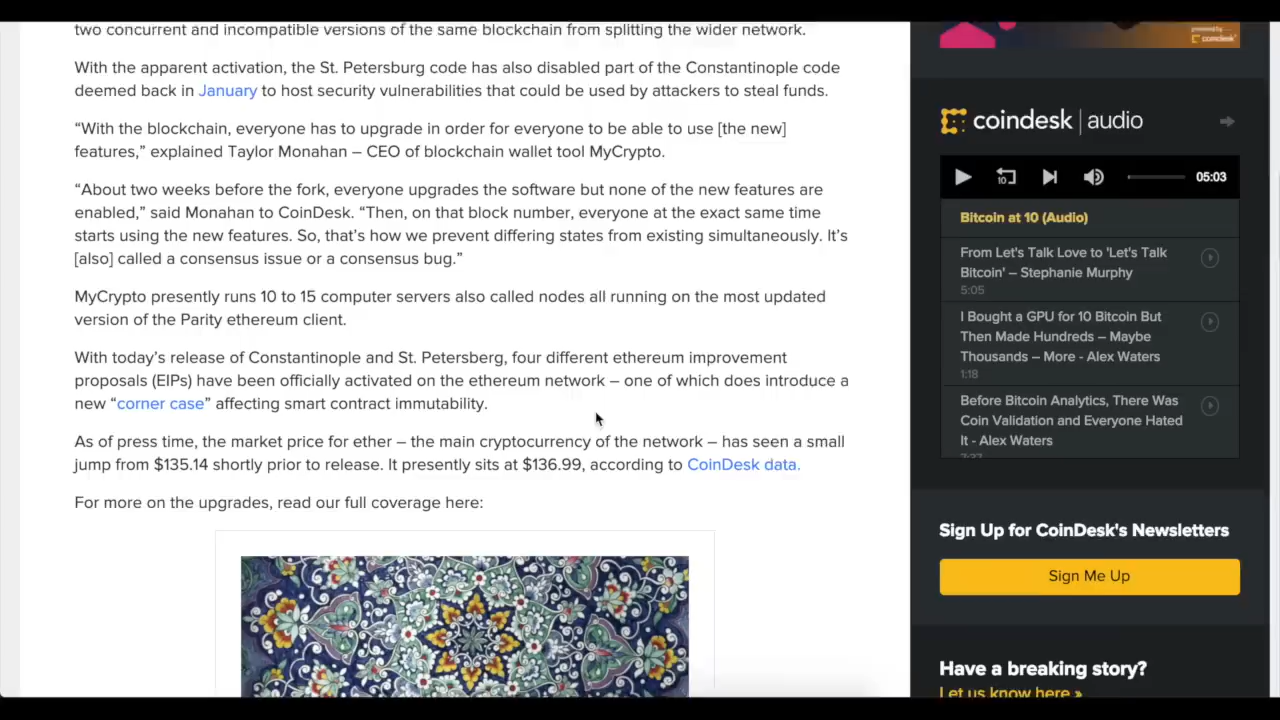 two concurrent and incompatible versions of the same blockchain from splitting the wider network.
With the apparent activation, the St. Petersburg code has also disabled part of the Constantinople code
deemed back in January to host security vulnerabilities that could be used by attackers to steal funds.
“With the blockchain, everyone has to upgrade in order for everyone to be able to use [the new]
features,” explained Taylor Monahan – CEO of blockchain wallet tool MyCrypto.
“About two weeks before the fork, everyone upgrades the software but none of the new features are
enabled,” said Monahan to CoinDesk. “Then, on that block number, everyone at the exact same time
starts using the new features. So, that’s how we prevent differing states from existing simultaneously. It’s
[also] called a consensus issue or a consensus bug.”
MyCrypto presently runs 10 to 15 computer servers also called nodes all running on the most updated
version of the Parity ethereum client.
With today’s release of Constantinople and St. Petersberg, four different ethereum improvement
proposals (EIPs) have been officially activated on the ethereum network – one of which does introduce a
new “corner case” affecting smart contract immutability.
As of press time, the market price for ether – the main cryptocurrency of the network – has seen a small
jump from $135.14 shortly prior to release. It presently sits at $136.99, according to CoinDesk data.
For more on the upgrades, read our full coverage here:
powered by
coindesk
coindesk | audio
10
05:03
Bitcoin at 10 (Audio)
From Let's Talk Love to 'Let's Talk
Bitcoin' – Stephanie Murphy
5:05
I Bought a GPU for 10 Bitcoin But
Then Made Hundreds – Maybe
Thousands – More - Alex Waters
1:18
Before Bitcoin Analytics, There Was
Coin Validation and Everyone Hated
It - Alex Waters
7:37
Sign Up for CoinDesk's Newsletters
Sign Me Up
Have a breaking story?
Let us know here »